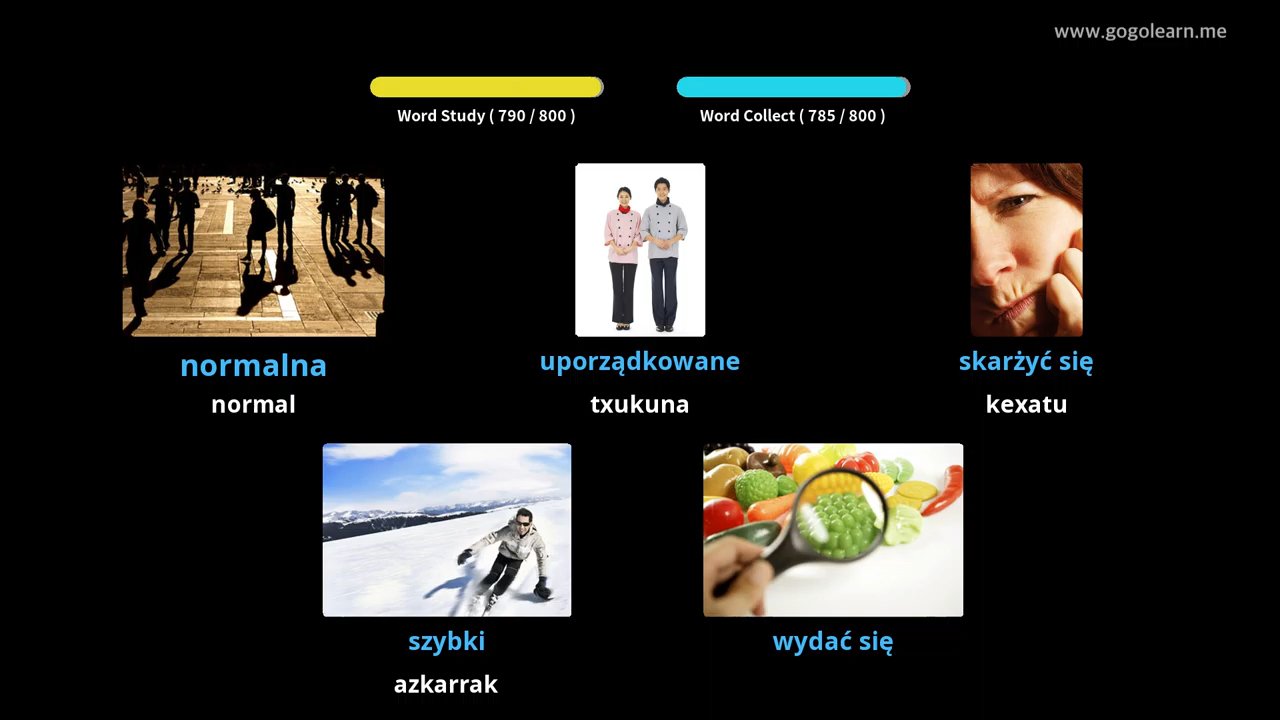 www.gogolearn.me
Word Study ( 790 / 800 )
Word Collect ( 785 / 800 )
normalna
normal
uporządkowane
txukuna
skarżyć się
kexatu
szybki
azkarrak
wydać się